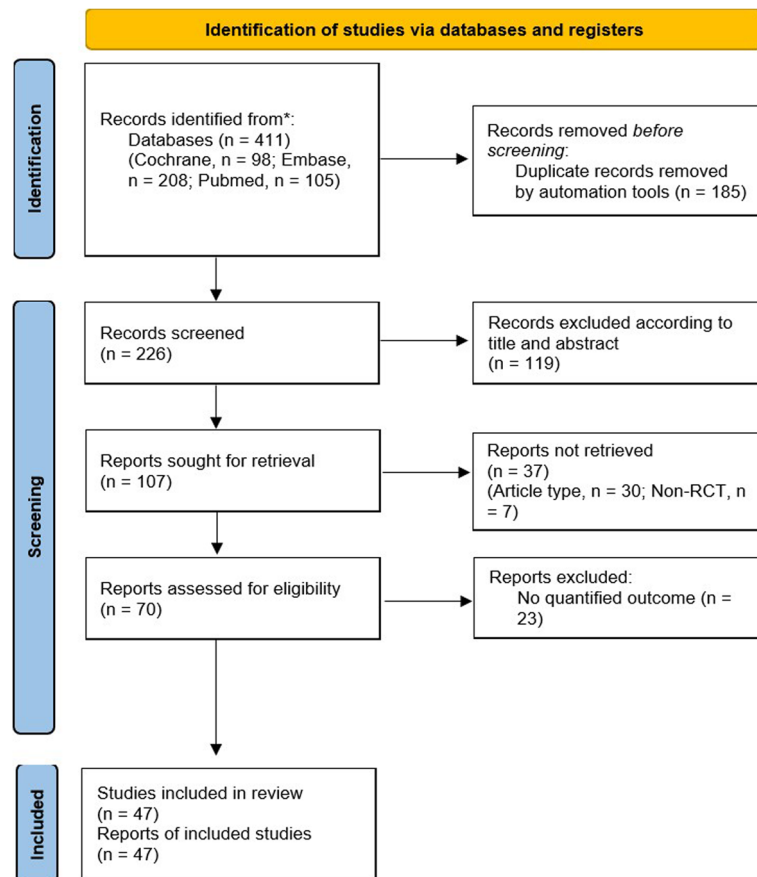 Identification of studies via databases and registers
Identification
Records identified from*:
Databases (n = 411)
(Cochrane, n = 98; Embase,
n = 208; Pubmed, n = 105)
Records removed before
screening:
Duplicate records removed
by automation tools (n = 185)
Screening
Records screened
(n = 226)
Records excluded according to
title and abstract
(n = 119)
Reports sought for retrieval
(n = 107)
Reports not retrieved
(n = 37)
(Article type, n = 30; Non-RCT, n
= 7)
Reports assessed for eligibility
(n = 70)
Reports excluded:
No quantified outcome (n =
23)
Included
Studies included in review
(n = 47)
Reports of included studies
(n = 47)